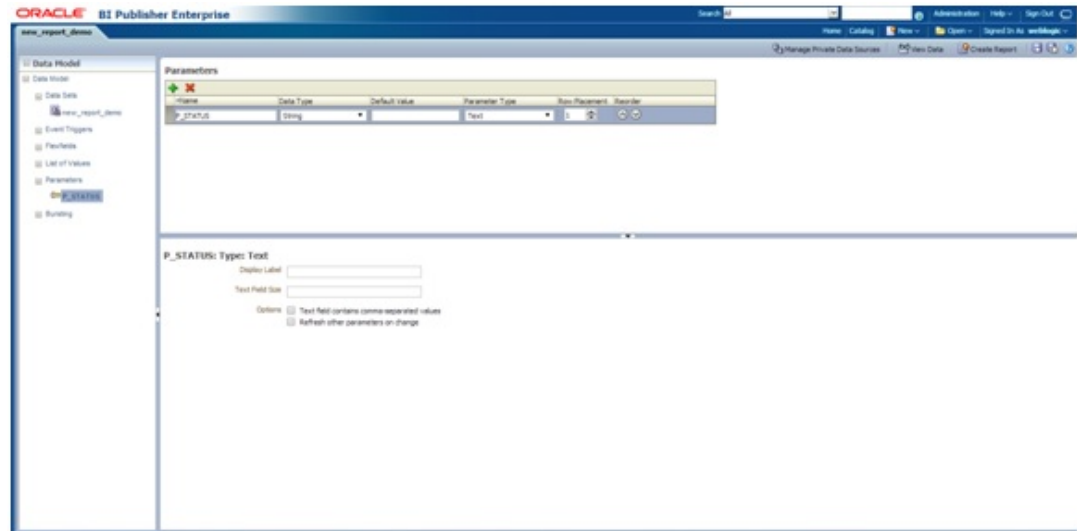 ORACLE BI Publisher Enterprise
Search All
Administration Help Sign Out
new_report_demo
Home Catalog New Open Signed In As weblogic
Manage Private Data Sources View Data Create Report
Data Model
Data Model
Data Sets
new_report_demo
Event Triggers
Flexfields
List of Values
Parameters
P_STATUS
Bursting
Parameters
*Name Data Type Default Value Parameter Type Row Placement Reorder
P_STATUS String Text 1
P_STATUS: Type: Text
Display Label
Text Field Size
Options Text field contains comma-separated values
Refresh other parameters on change